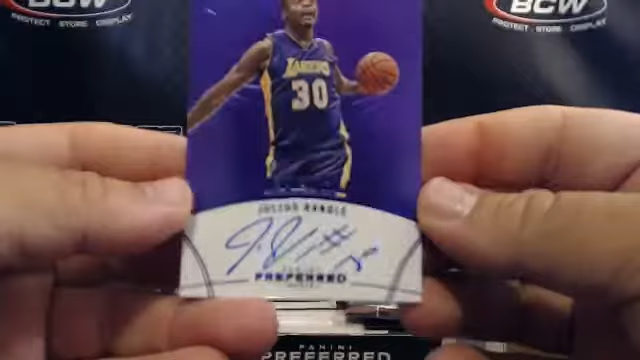 BCW
PROTECT STORE DISPLAY
BCW
PROTECT · STORE · DISPLAY
LAKERS
30
JULIUS RANDLE
PREFERRED
PANINI
PREFERRED